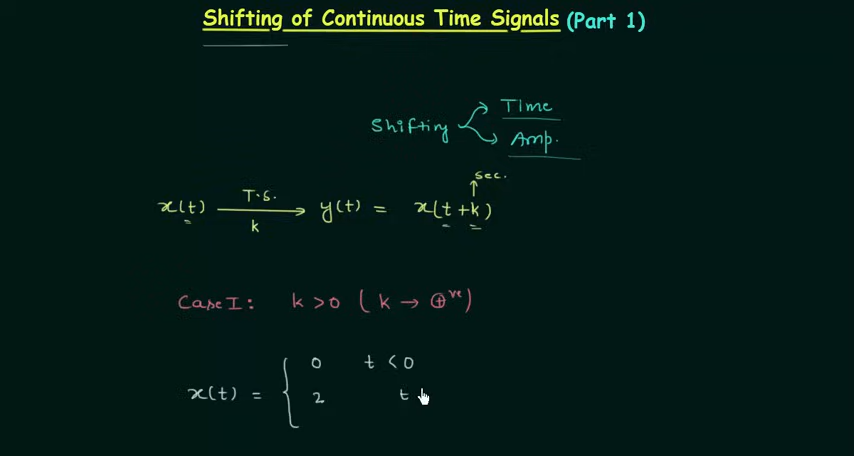 Shifting of Continuous Time Signals (Part 1)
Shifting
Time
Amp.
sec.
x(t) T.S. k → y(t) = x(t + k)
Case I: k > 0 (k → ⊕ve)
x(t) = { 0 t < 0
2 t